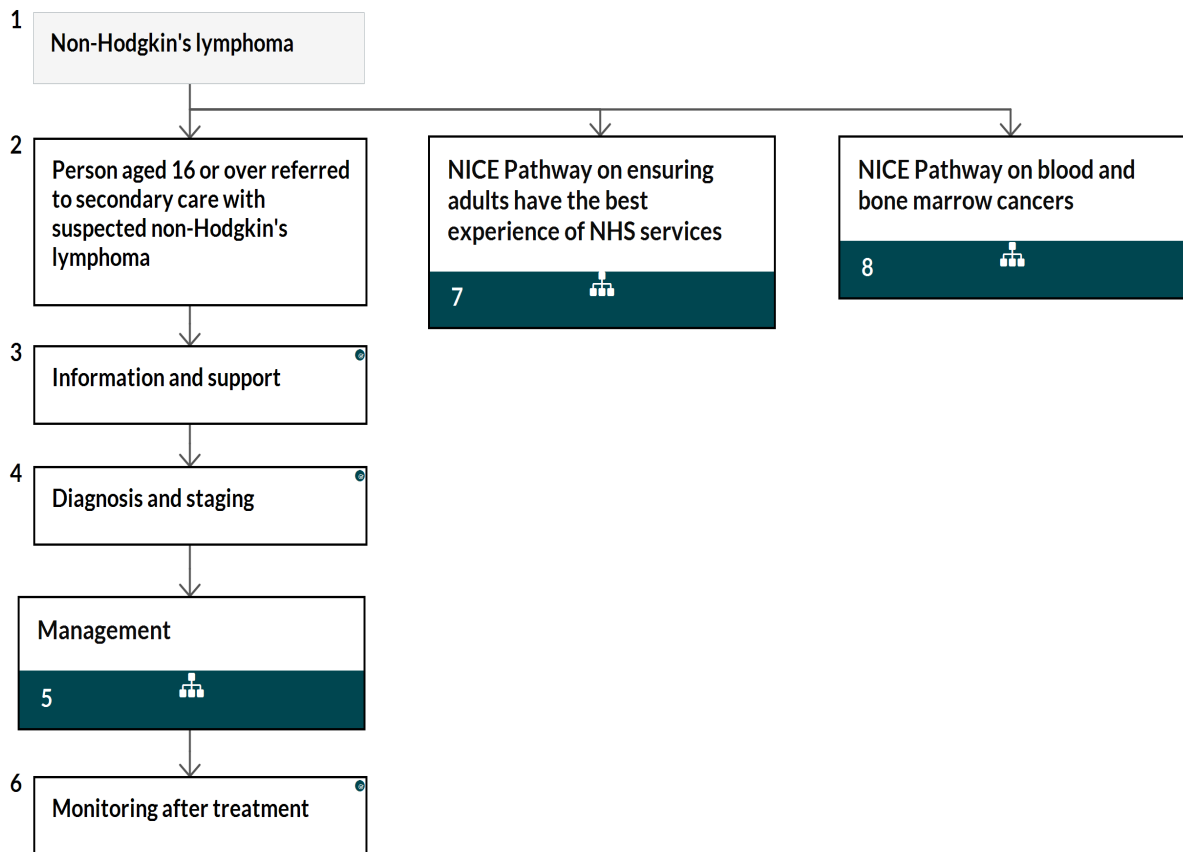 1
Non-Hodgkin's lymphoma
2
Person aged 16 or over referred
to secondary care with
suspected non-Hodgkin's
lymphoma
NICE Pathway on ensuring
adults have the best
experience of NHS services
7
NICE Pathway on blood and
bone marrow cancers
8
3
Information and support
4
Diagnosis and staging
Management
5
6
Monitoring after treatment